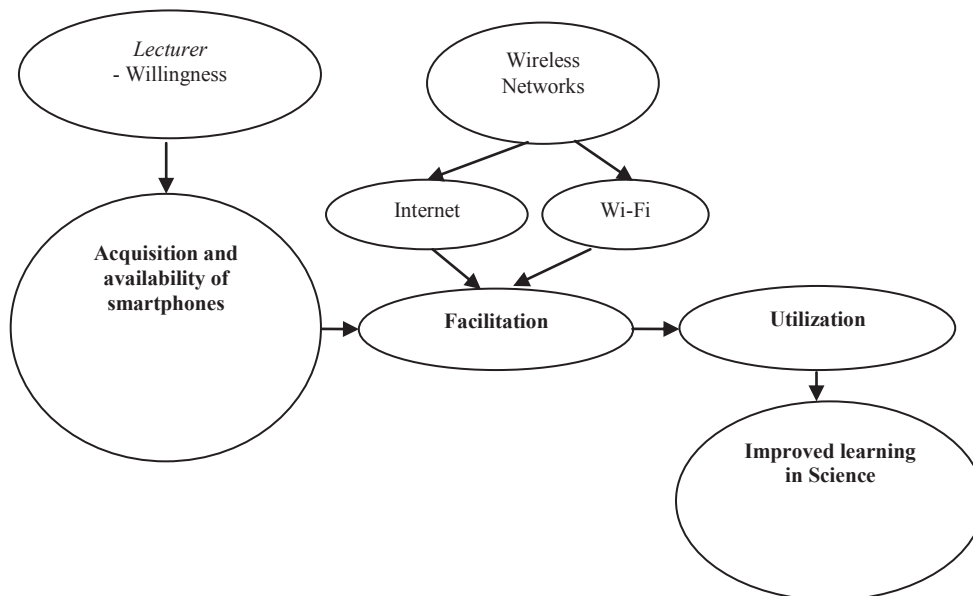 Lecturer
- Willingness
Wireless
Networks
Internet
Wi-Fi
Acquisition and
availability of
smartphones
Facilitation
Utilization
Improved learning
in Science